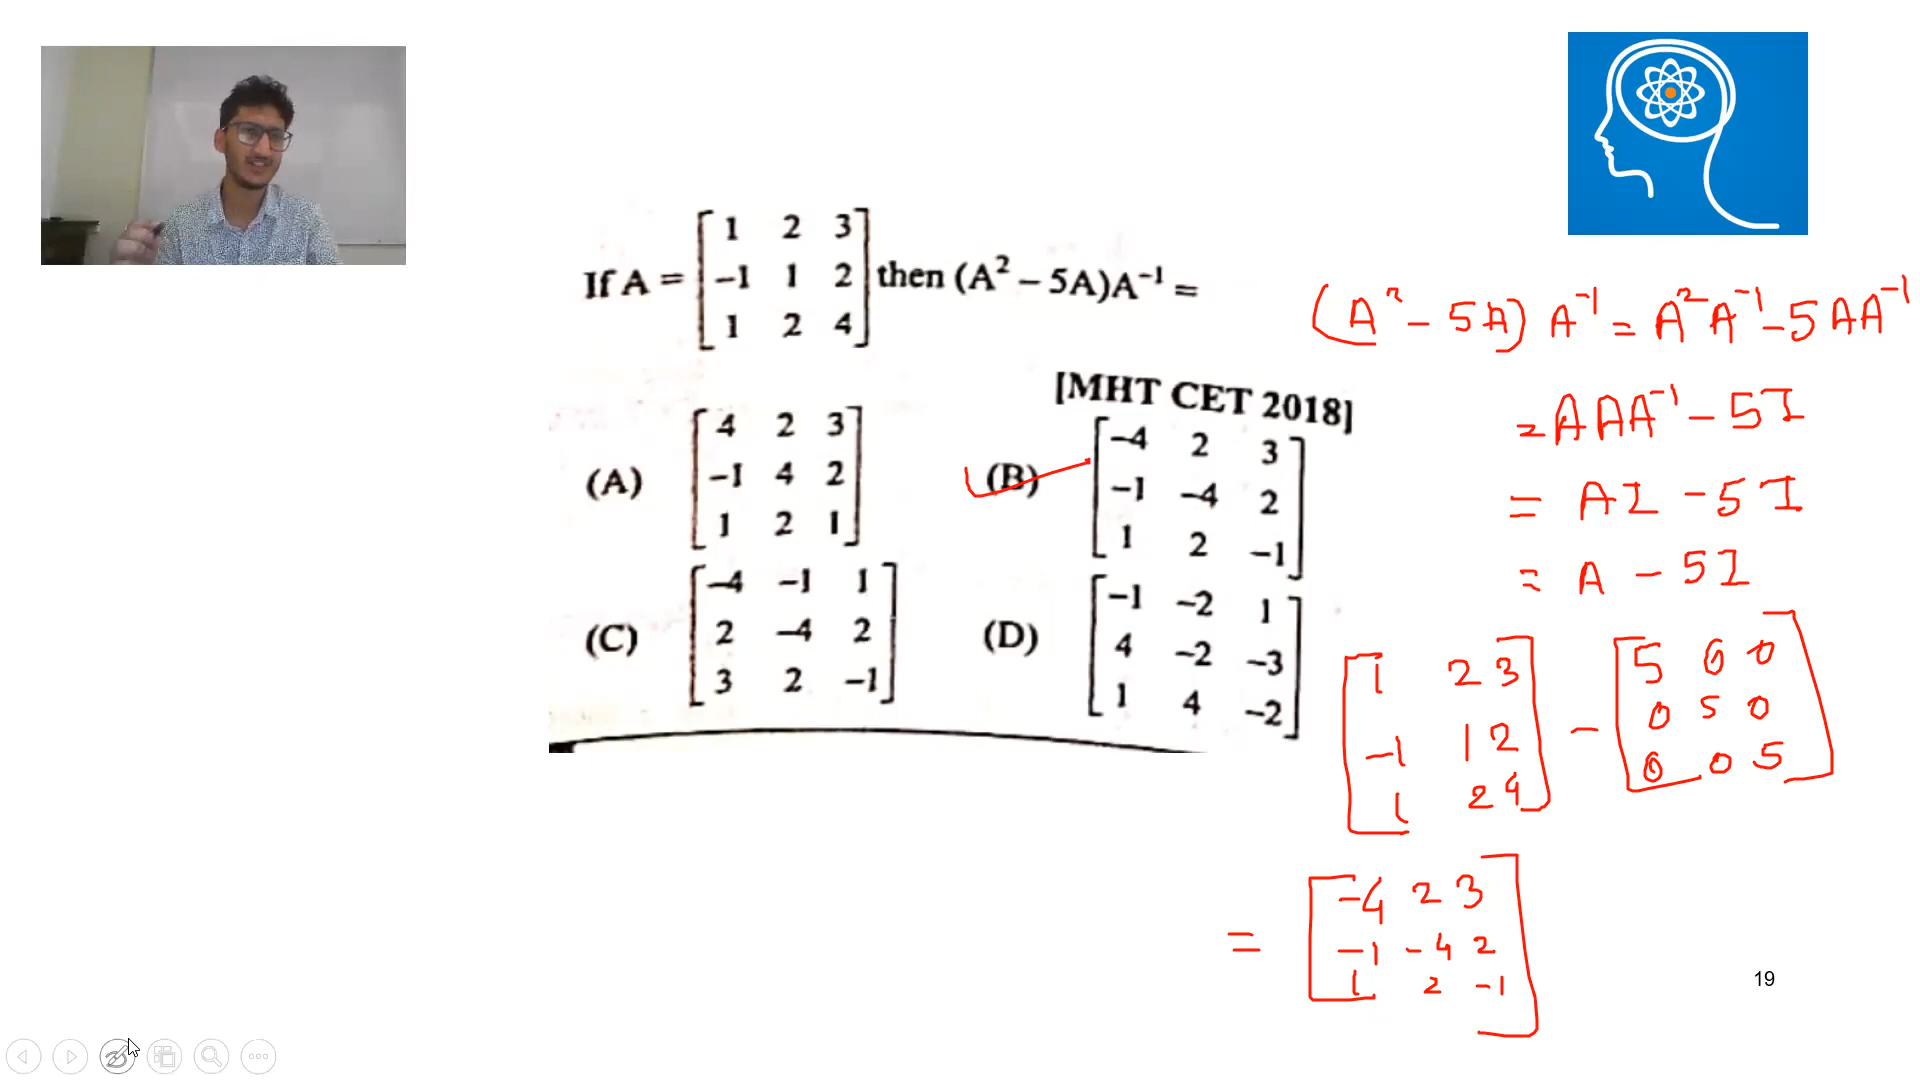 If A = [1 2 3
-1 1 2
1 2 4] then (A² – 5A)A⁻¹ =
[MHT CET 2018]
(A) [4 2 3
-1 4 2
1 2 1]
(B) [-4 2 3
-1 -4 2
1 2 -1]
(C) [-4 -1 1
2 -4 2
3 2 -1]
(D) [-1 -2 1
4 -2 -3
1 4 -2]
(A² - 5A) A⁻¹ = A²A⁻¹ - 5AA⁻¹
= AAA⁻¹ - 5I
= AI - 5I
= A - 5I
[1 2 3
-1 1 2
1 2 4] - [5 0 0
0 5 0
0 0 5]
= [-4 2 3
-1 -4 2
1 2 -1]
19